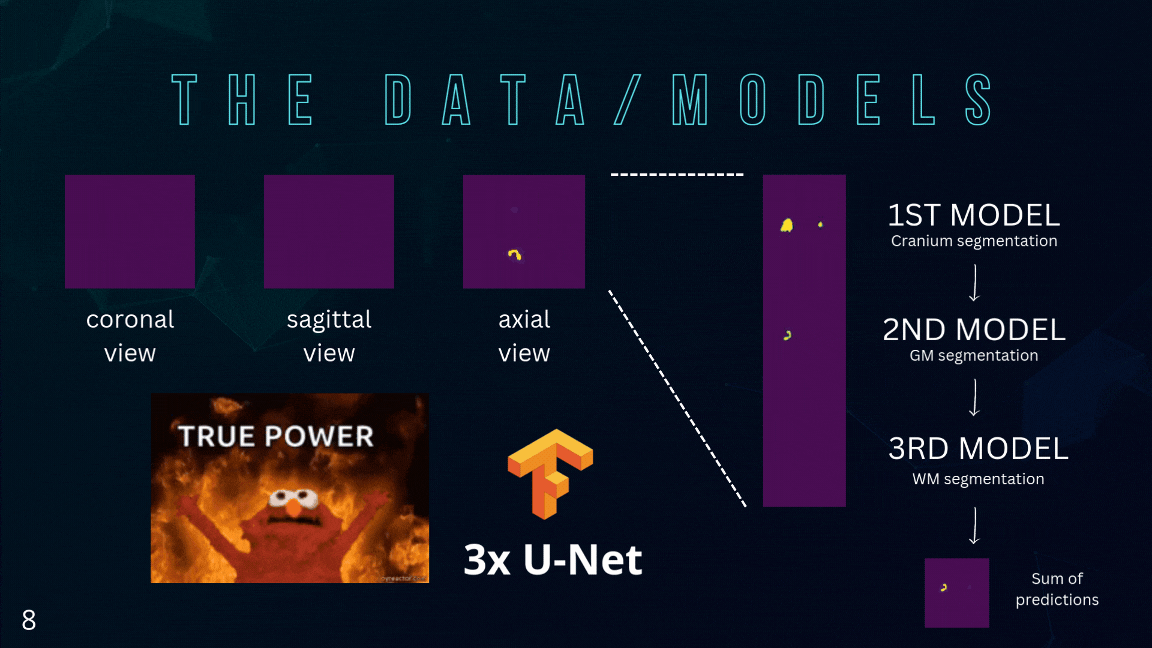 THE DATA/MODELS
coronal
view
sagittal
view
axial
view
1ST MODEL
Cranium segmentation
2ND MODEL
GM segmentation
3RD MODEL
WM segmentation
Sum of
predictions
TRUE POWER
3x U-Net
8